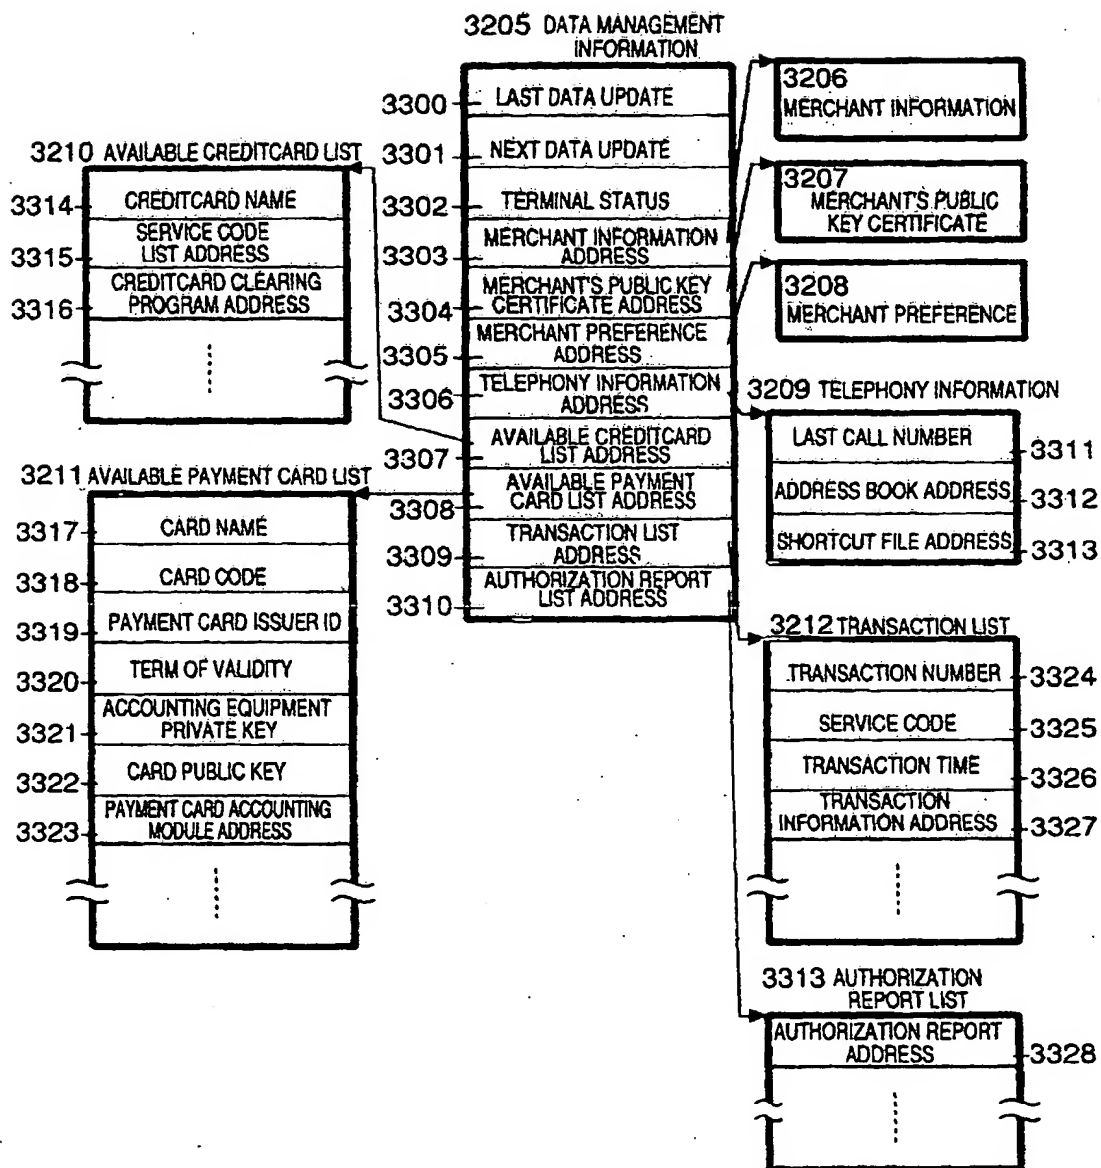 3205 DATA MANAGEMENT
INFORMATION
3300 LAST DATA UPDATE
3301 NEXT DATA UPDATE
3302 TERMINAL STATUS
3303 MERCHANT INFORMATION
ADDRESS
3304 MERCHANT'S PUBLIC KEY
CERTIFICATE ADDRESS
3305 MERCHANT PREFERENCE
ADDRESS
3306 TELEPHONY INFORMATION
ADDRESS
3307 AVAILABLE CREDITCARD
LIST ADDRESS
3308 AVAILABLE PAYMENT
CARD LIST ADDRESS
3309 TRANSACTION LIST
ADDRESS
3310 AUTHORIZATION REPORT
LIST ADDRESS
3210 AVAILABLE CREDITCARD LIST
3314 CREDITCARD NAME
3315 SERVICE CODE
LIST ADDRESS
3316 CREDITCARD CLEARING
PROGRAM ADDRESS
3211 AVAILABLE PAYMENT CARD LIST
3317 CARD NAME
3318 CARD CODE
3319 PAYMENT CARD ISSUER ID
3320 TERM OF VALIDITY
3321 ACCOUNTING EQUIPMENT
PRIVATE KEY
3322 CARD PUBLIC KEY
3323 PAYMENT CARD ACCOUNTING
MODULE ADDRESS
3206
MERCHANT INFORMATION
3207
MERCHANT'S PUBLIC
KEY CERTIFICATE
3208
MERCHANT PREFERENCE
3209 TELEPHONY INFORMATION
LAST CALL NUMBER 3311
ADDRESS BOOK ADDRESS 3312
SHORTCUT FILE ADDRESS 3313
3212 TRANSACTION LIST
TRANSACTION NUMBER 3324
SERVICE CODE 3325
TRANSACTION TIME 3326
TRANSACTION
INFORMATION ADDRESS 3327
3313 AUTHORIZATION
REPORT LIST
AUTHORIZATION REPORT
ADDRESS 3328